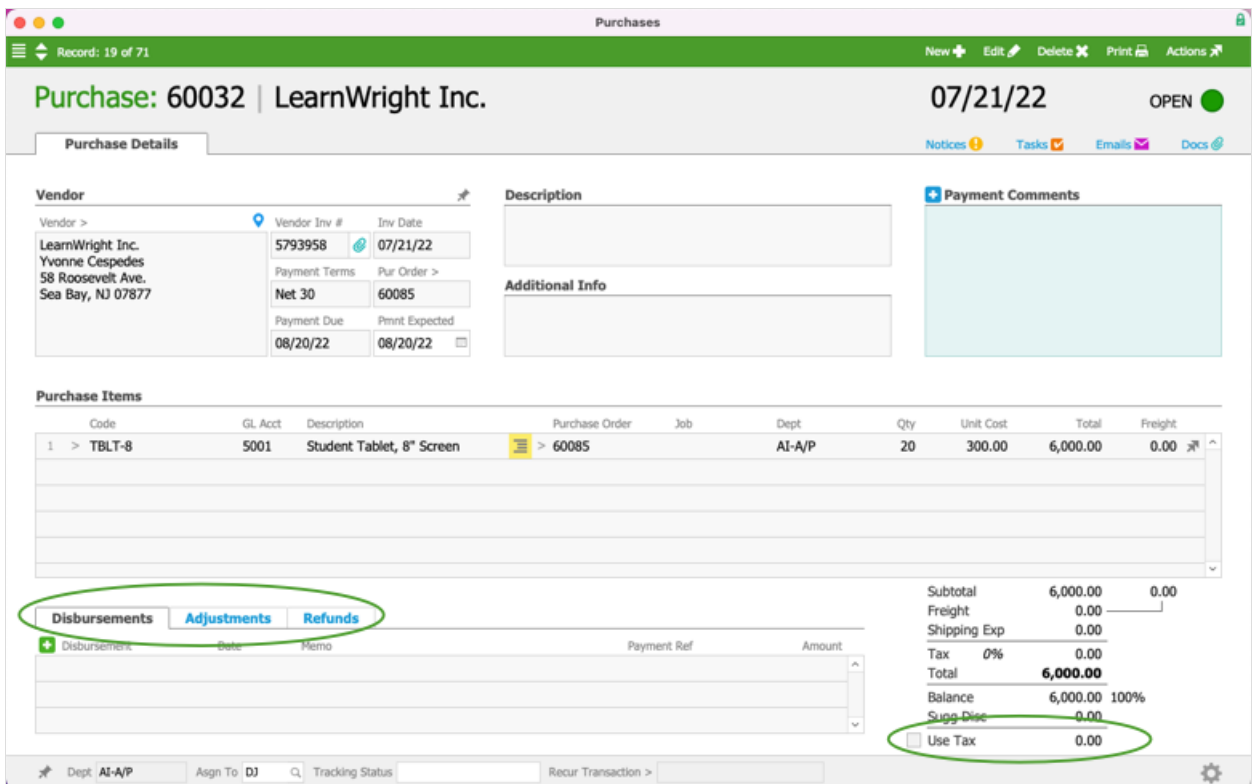 Purchases
Record: 19 of 71 New Edit Delete Print Actions
Purchase: 60032 | LearnWright Inc. 07/21/22 OPEN
Purchase Details Notices Tasks Emails Docs
Vendor Description Payment Comments
Vendor > Vendor Inv # Inv Date
LearnWright Inc. 5793958 07/21/22
Yvonne Cespedes
58 Roosevelt Ave. Payment Terms Pur Order >
Sea Bay, NJ 07877 Net 30 60085
Additional Info
Payment Due Pmnt Expected
08/20/22 08/20/22
Purchase Items
Code GL Acct Description Purchase Order Job Dept Qty Unit Cost Total Freight
1 > TBLT-8 5001 Student Tablet, 8" Screen > 60085 AI-A/P 20 300.00 6,000.00 0.00
Subtotal 6,000.00 0.00
Freight 0.00
Shipping Exp 0.00
Tax 0% 0.00
Total 6,000.00
Balance 6,000.00 100%
Sugg Disc 0.00
Use Tax 0.00
Disbursements Adjustments Refunds
Disbursement Date Memo Payment Ref Amount
Dept AI-A/P Asgn To DJ Tracking Status Recur Transaction >